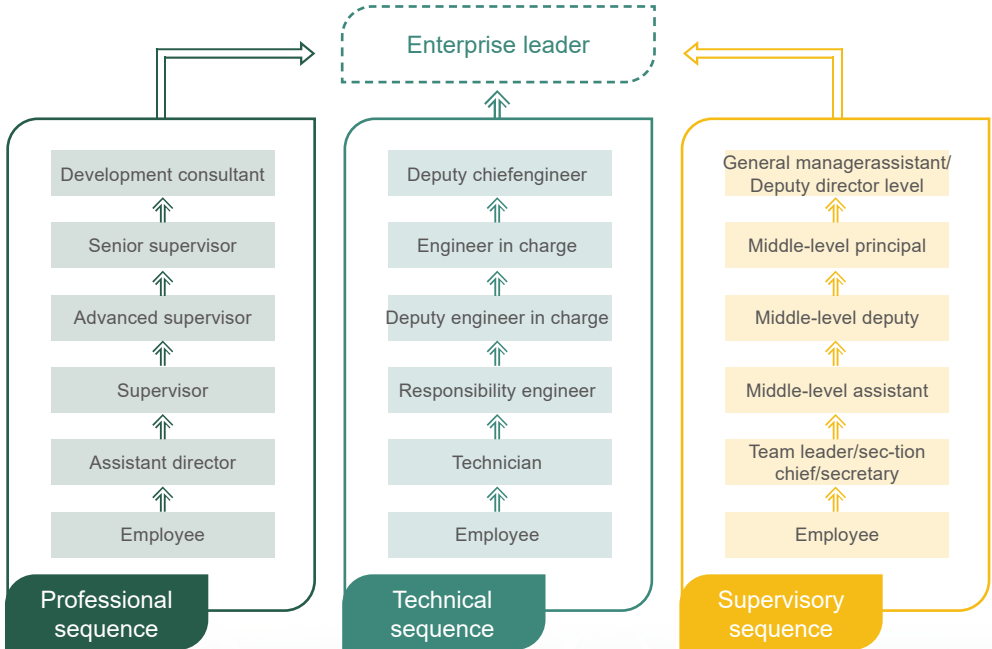 Enterprise leader
Development consultant
Senior supervisor
Advanced supervisor
Supervisor
Assistant director
Employee
Professional
sequence
Deputy chiefengineer
Engineer in charge
Deputy engineer in charge
Responsibility engineer
Technician
Employee
Technical
sequence
General managerassistant/
Deputy director level
Middle-level principal
Middle-level deputy
Middle-level assistant
Team leader/sec-tion
chief/secretary
Employee
Supervisory
sequence